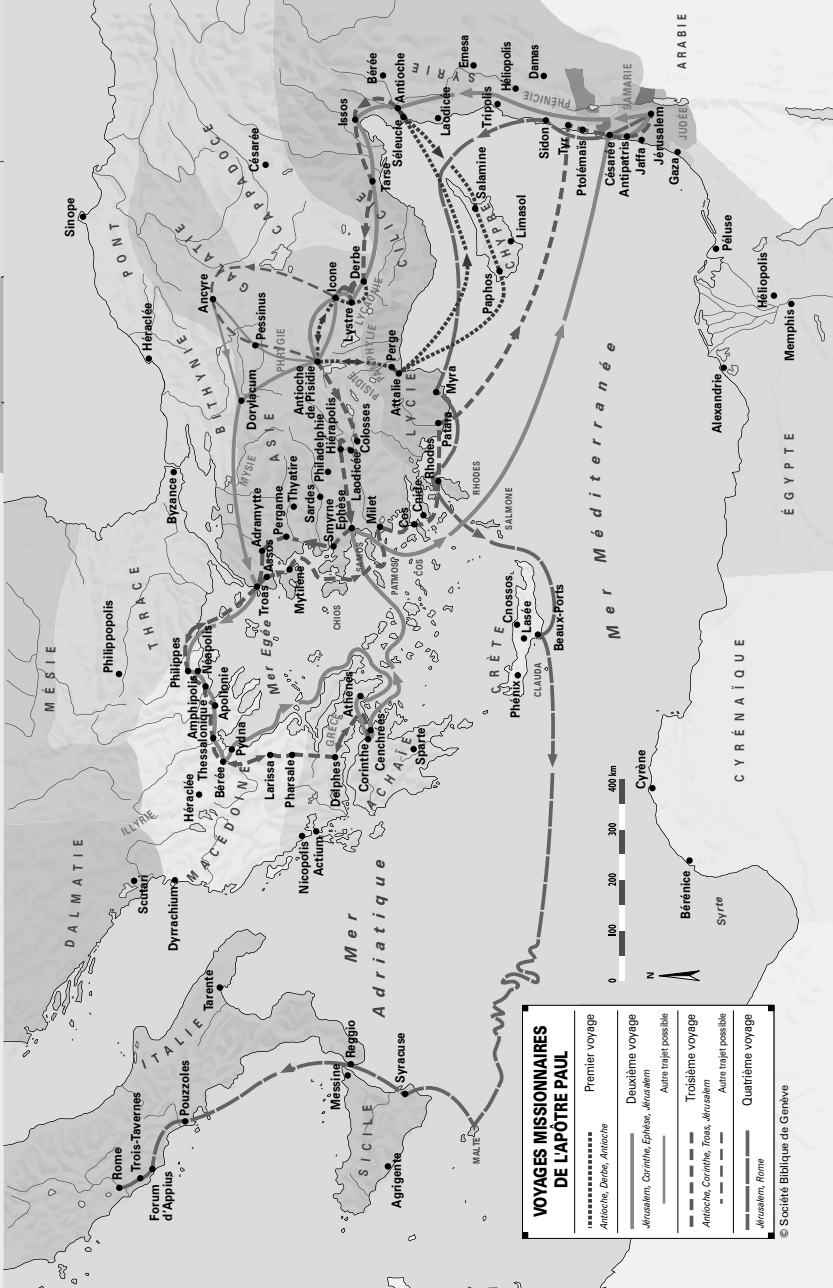 Rome
Trois-Tavernes
Forum
d'Appius
Pouzzoles
ITALIE
Tarente
DALMATIE
Scutari
Dyrrachium
ILLYRIE
MACÉDOINE
Héraclée
MÉSIE
Philippopolis
THRACE
Philippes
Néapolis
Amphipolis
Thessalonique
Apollonie
Bérée
Pydna
Larissa
Pharsale
Delphes
Nicopolis
Actium
GRÈCE
Athènes
Corinthe
Cenchrées
ACHAÏE
Sparte
Mer
Adriatique
Mer Egée
Byzance
BITHYNIE
Héraclée
PONT
Sinope
GALATIE
CAPPADOCE
Césarée
Ancyre
Pessinus
Dorylacum
PHRYGIE
MYSIE
ASIE
Adramytte
Assos
Troas
Mytilène
Pergame
Thyatire
Sardes
Philadelphie
Smyrne
Ephèse
Hiérapolis
Laodicée
Colosses
Milet
CHIOS
SAMOS
PATMOS
COS
Cos
Cnide
Rhodes
RHODES
SALMONE
Antioche
de Pisidie
PISIDIE
PAMPHYLIE
LYCAONIE
Icone
Lystre
Derbe
CILICIE
Tarse
Issos
Perge
Attalie
LYCIE
Patara
Myra
Bérée
Antioche
Séleucie
SYRIE
Emesa
Laodicée
Héliopolis
Damas
Tripolis
PHÉNICIE
Sidon
Tyr
Ptolémaïs
Césarée
Antipatris
Jaffa
SAMARIE
Jérusalem
JUDÉE
Gaza
ARABIE
Salamine
CHYPRE
Limasol
Paphos
CRÈTE
Cnossos
Lasée
Phénix
Beaux-Ports
CLAUDA
Mer Méditerranée
Péluse
Héliopolis
Memphis
Alexandrie
ÉGYPTE
CYRÉNAÏQUE
Cyrène
Bérénice
Syrte
Reggio
Messine
Syracuse
SICILE
Agrigente
MALTE
0 100 200 300 400 km
N
VOYAGES MISSIONNAIRES
DE L'APÔTRE PAUL
Premier voyage
Antioche, Derbe, Antioche
Deuxième voyage
Jérusalem, Corinthe, Ephèse, Jérusalem
Autre trajet possible
Troisième voyage
Antioche, Corinthe, Troas, Jérusalem
Autre trajet possible
Quatrième voyage
Jérusalem, Rome
© Société Biblique de Genève